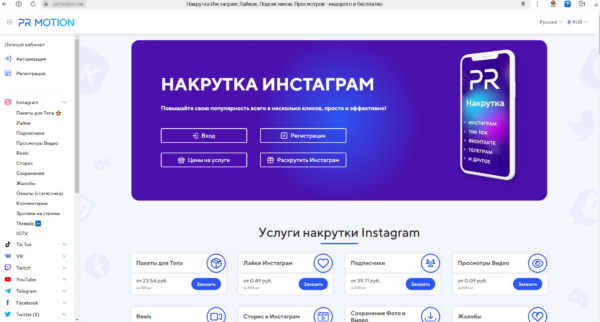 prmotion.me
Накрутка Инстаграм: Лайков, Подписчиков, Просмотров - недорого и бесплатно
PR MOTION
Русский
RUB
Личный кабинет
Авторизация
Регистрация
Instagram
Пакеты для Топа
Лайки
Подписчики
Просмотры Видео
Reels
Сторис
Сохранения
Жалобы
Охваты (статистика)
Комментарии
Зрители на стримы
Threads
IGTV
Tik Tok
VK
Twitch
YouTube
Telegram
Facebook
Twitter (X)
НАКРУТКА ИНСТАГРАМ
Повышайте свою популярность всего в несколько кликов, просто и эффективно!
Вход
Регистрация
Цены на услуги
Раскрутить Инстаграм
PR
Накрутка
ИНСТАГРАМ
ТИК ТОК
ВКОНТАКТЕ
ТЕЛЕГРАМ
И ДРУГОЕ
Услуги накрутки Instagram
Пакеты для Топа
от 23.54 руб.
за 100 шт
Заказать
Лайки Инстаграм
от 0.49 руб.
за 100 шт
Заказать
Подписчики
от 39.71 руб.
за 100 шт
Заказать
Просмотры Видео
от 0.09 руб.
за 100 шт
Заказать
Reels
Сторис в Инстаграм
Сохранения Фото и
Видео
Жалобы